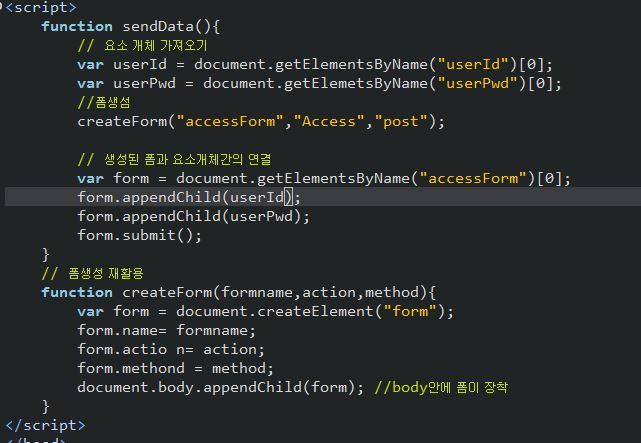 <script>
function sendData(){
// 요소 개체 가져오기
var userId = document.getElementsByName("userId")[0];
var userPwd = document.getElemetsByName("userPwd")[0];
//폼생성
createForm("accessForm","Access","post");
// 생성된 폼과 요소개체간의 연결
var form = document.getElementsByName("accessForm")[0];
form.appendChild(userId);
form.appendChild(userPwd);
form.submit();
}
// 폼생성 재활용
function createForm(formname,action,method){
var form = document.createElement("form");
form.name= formname;
form.actio n= action;
form.methond = method;
document.body.appendChild(form); //body안에 폼이 장착
}
</script>
</head>